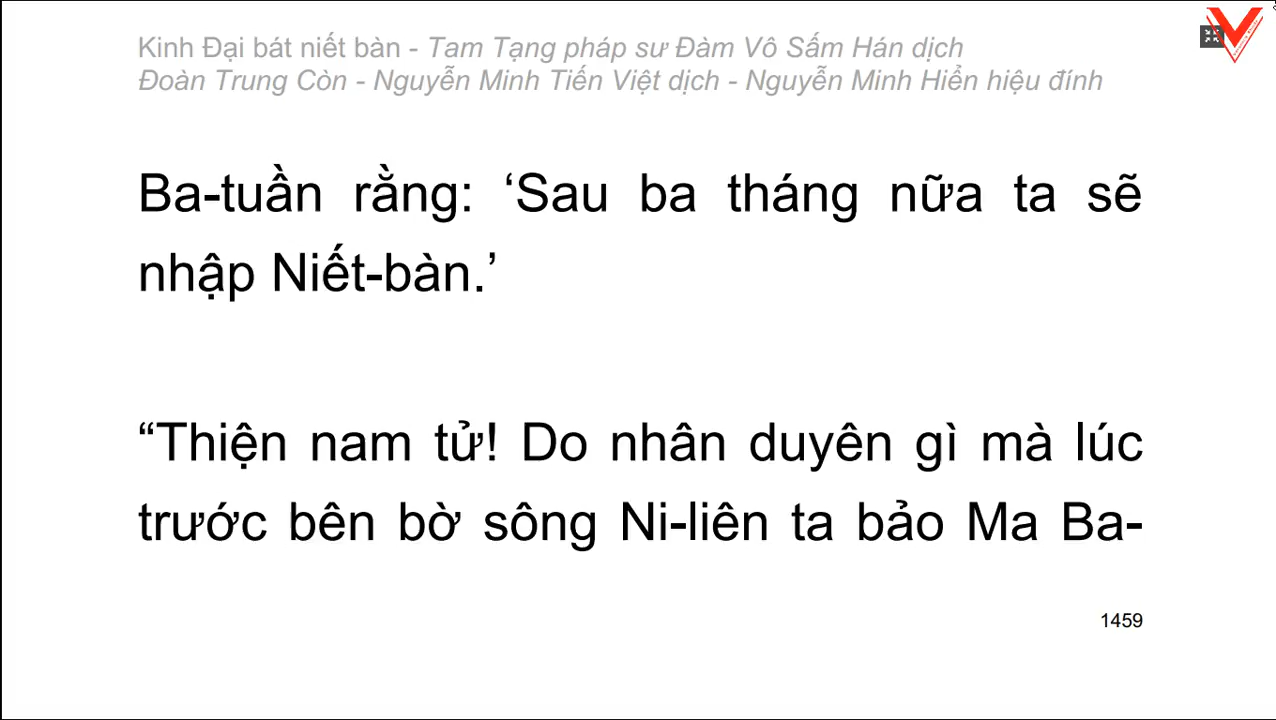 Kinh Đại bát niết bàn - Tam Tạng pháp sư Đàm Vô Sấm Hán dịch
Đoàn Trung Còn - Nguyễn Minh Tiến Việt dịch - Nguyễn Minh Hiển hiệu đính
Ba-tuần rằng: ‘Sau ba tháng nữa ta sẽ
nhập Niết-bàn.’
“Thiện nam tử! Do nhân duyên gì mà lúc
trước bên bờ sông Ni-liên ta bảo Ma Ba-
1459